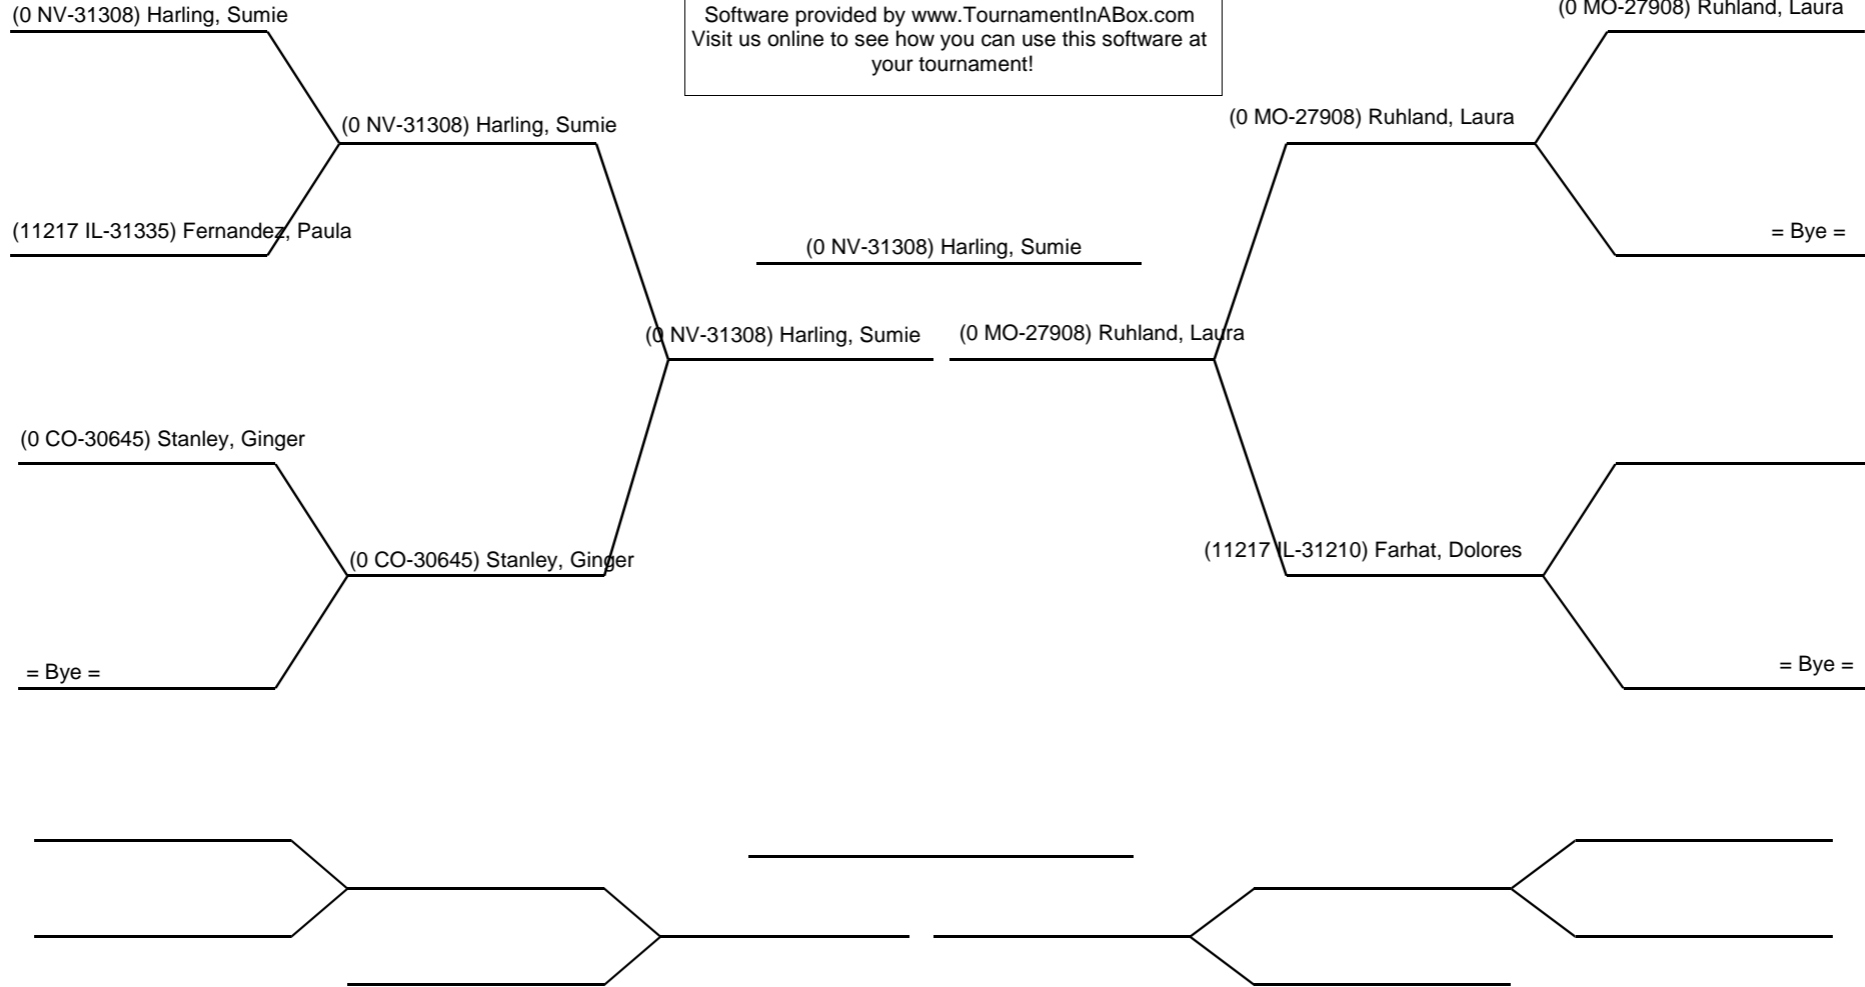 (0 NV-31308) Harling, Sumie
Software provided by www.TournamentInABox.com
Visit us online to see how you can use this software at
your tournament!
(0 MO-27908) Ruhland, Laura
(0 NV-31308) Harling, Sumie
(0 MO-27908) Ruhland, Laura
(11217 IL-31335) Fernandez, Paula
(0 NV-31308) Harling, Sumie
= Bye =
(0 NV-31308) Harling, Sumie
(0 MO-27908) Ruhland, Laura
(0 CO-30645) Stanley, Ginger
(0 CO-30645) Stanley, Ginger
(11217 IL-31210) Farhat, Dolores
= Bye =
= Bye =